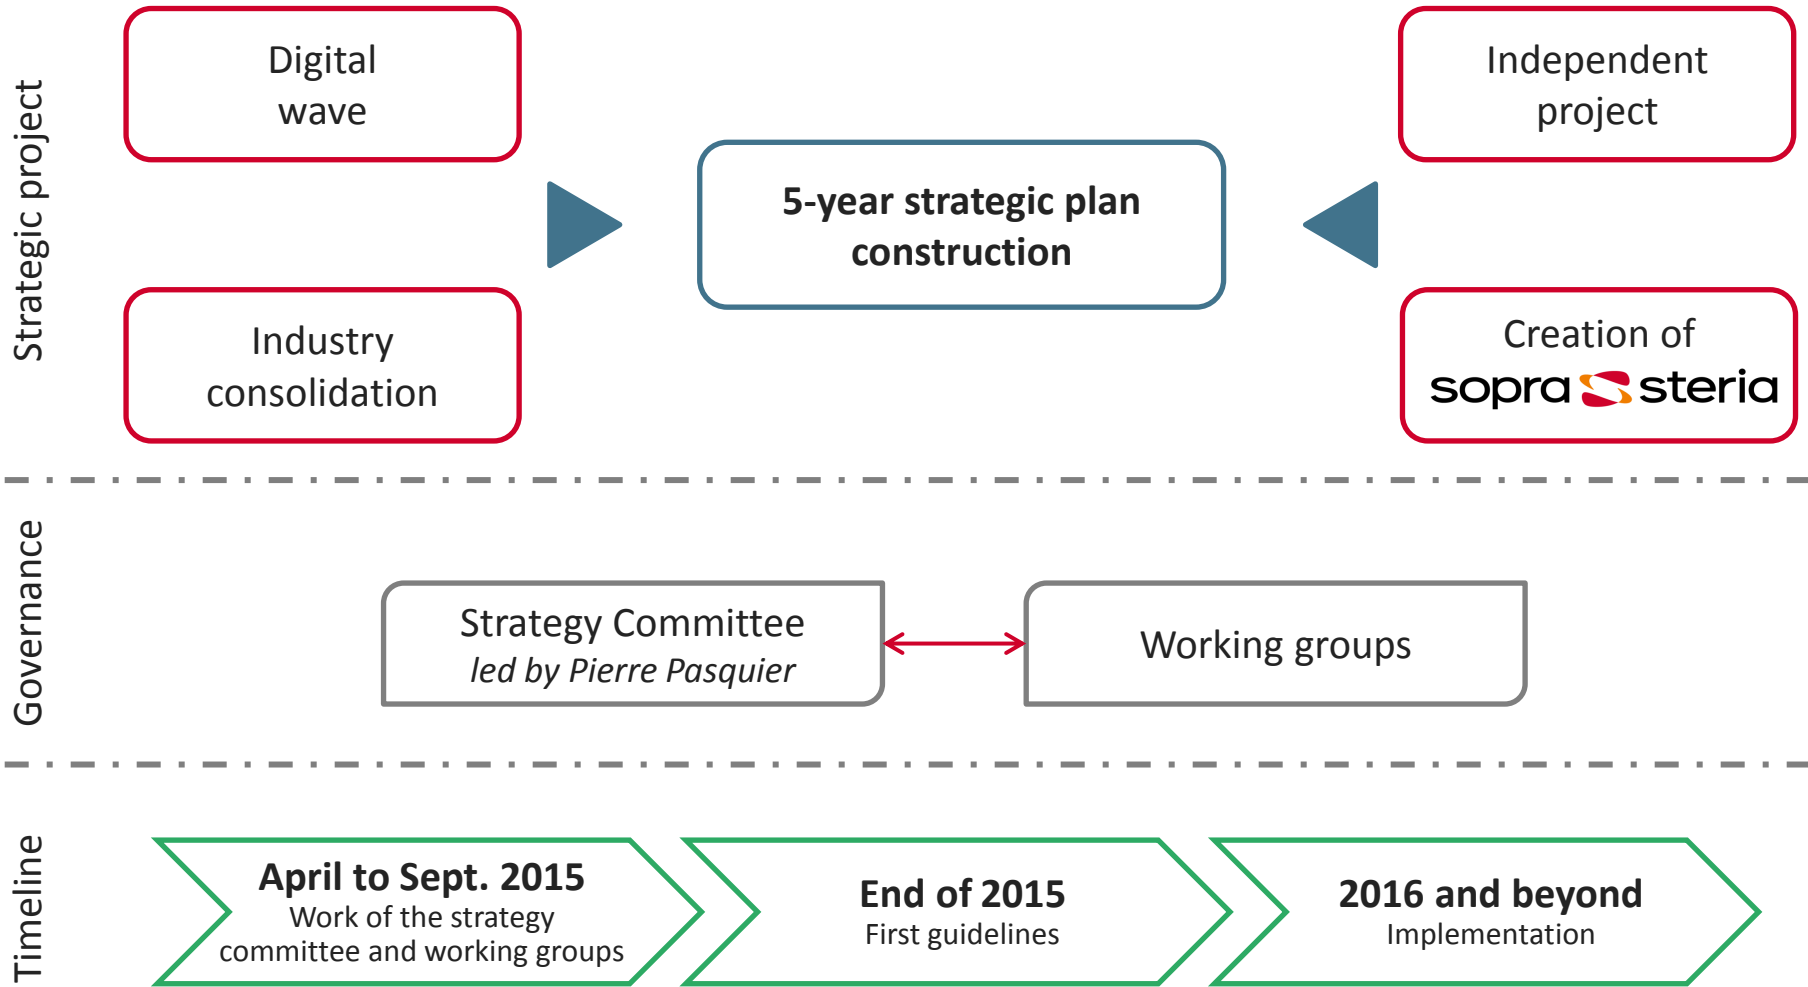 Strategic project
Digital
wave
Industry
consolidation
5-year strategic plan
construction
Independent
project
Creation of
sopra steria
Governance
Strategy Committee
led by Pierre Pasquier
Working groups
Timeline
April to Sept. 2015
Work of the strategy
committee and working groups
End of 2015
First guidelines
2016 and beyond
Implementation